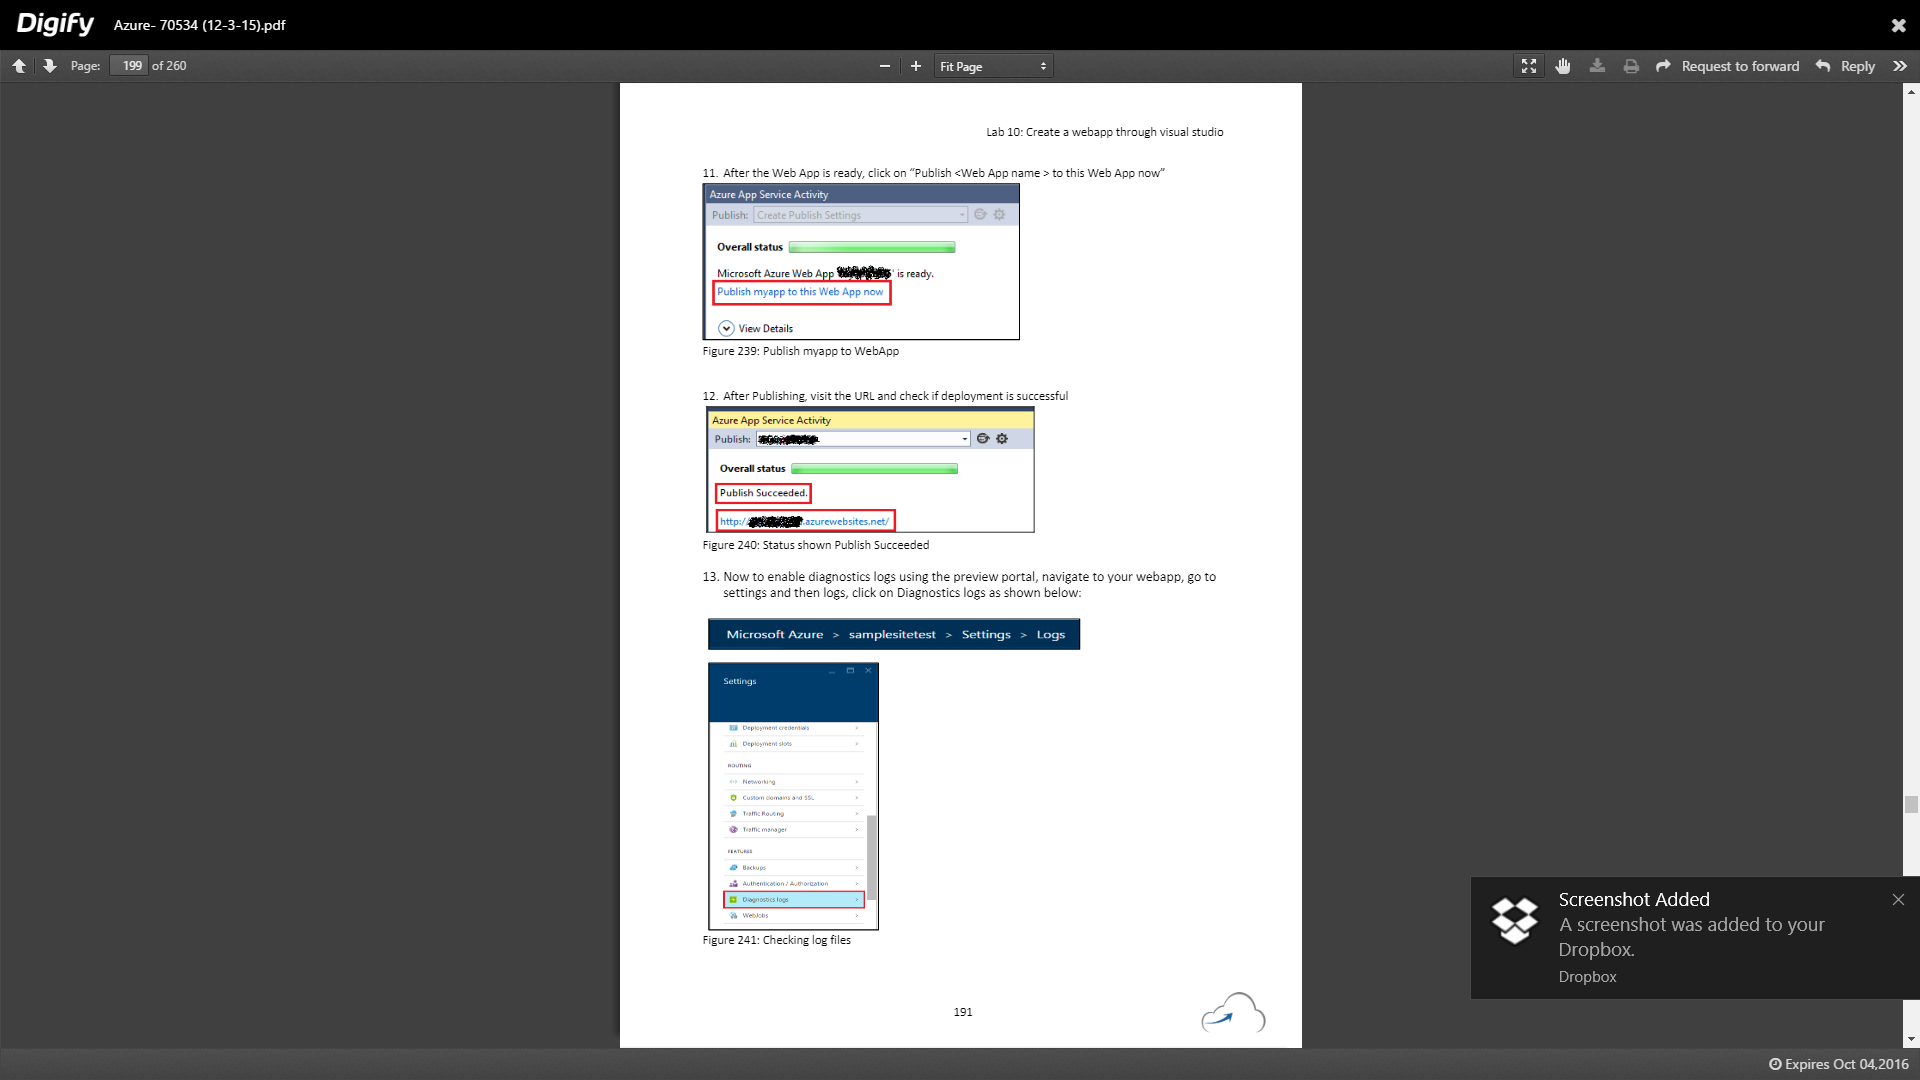 Digify Azure- 70534 (12-3-15).pdf
Page: 199 of 260 Fit Page Request to forward Reply
Lab 10: Create a webapp through visual studio
11. After the Web App is ready, click on “Publish <Web App name > to this Web App now”
Azure App Service Activity
Publish: Create Publish Settings
Overall status
Microsoft Azure Web App ' is ready.
Publish myapp to this Web App now
View Details
Figure 239: Publish myapp to WebApp
12. After Publishing, visit the URL and check if deployment is successful
Azure App Service Activity
Publish:
Overall status
Publish Succeeded.
http:/ .azurewebsites.net/
Figure 240: Status shown Publish Succeeded
13. Now to enable diagnostics logs using the preview portal, navigate to your webapp, go to
settings and then logs, click on Diagnostics logs as shown below:
Microsoft Azure > samplesitetest > Settings > Logs
Settings
Deployment credentials
Deployment slots
ROUTING
Networking
Custom domains and SSL
Traffic Routing
Traffic manager
FEATURES
Backups
Authentication / Authorization
Diagnostics logs
WebJobs
Figure 241: Checking log files
191
Screenshot Added
A screenshot was added to your
Dropbox.
Dropbox
Expires Oct 04,2016